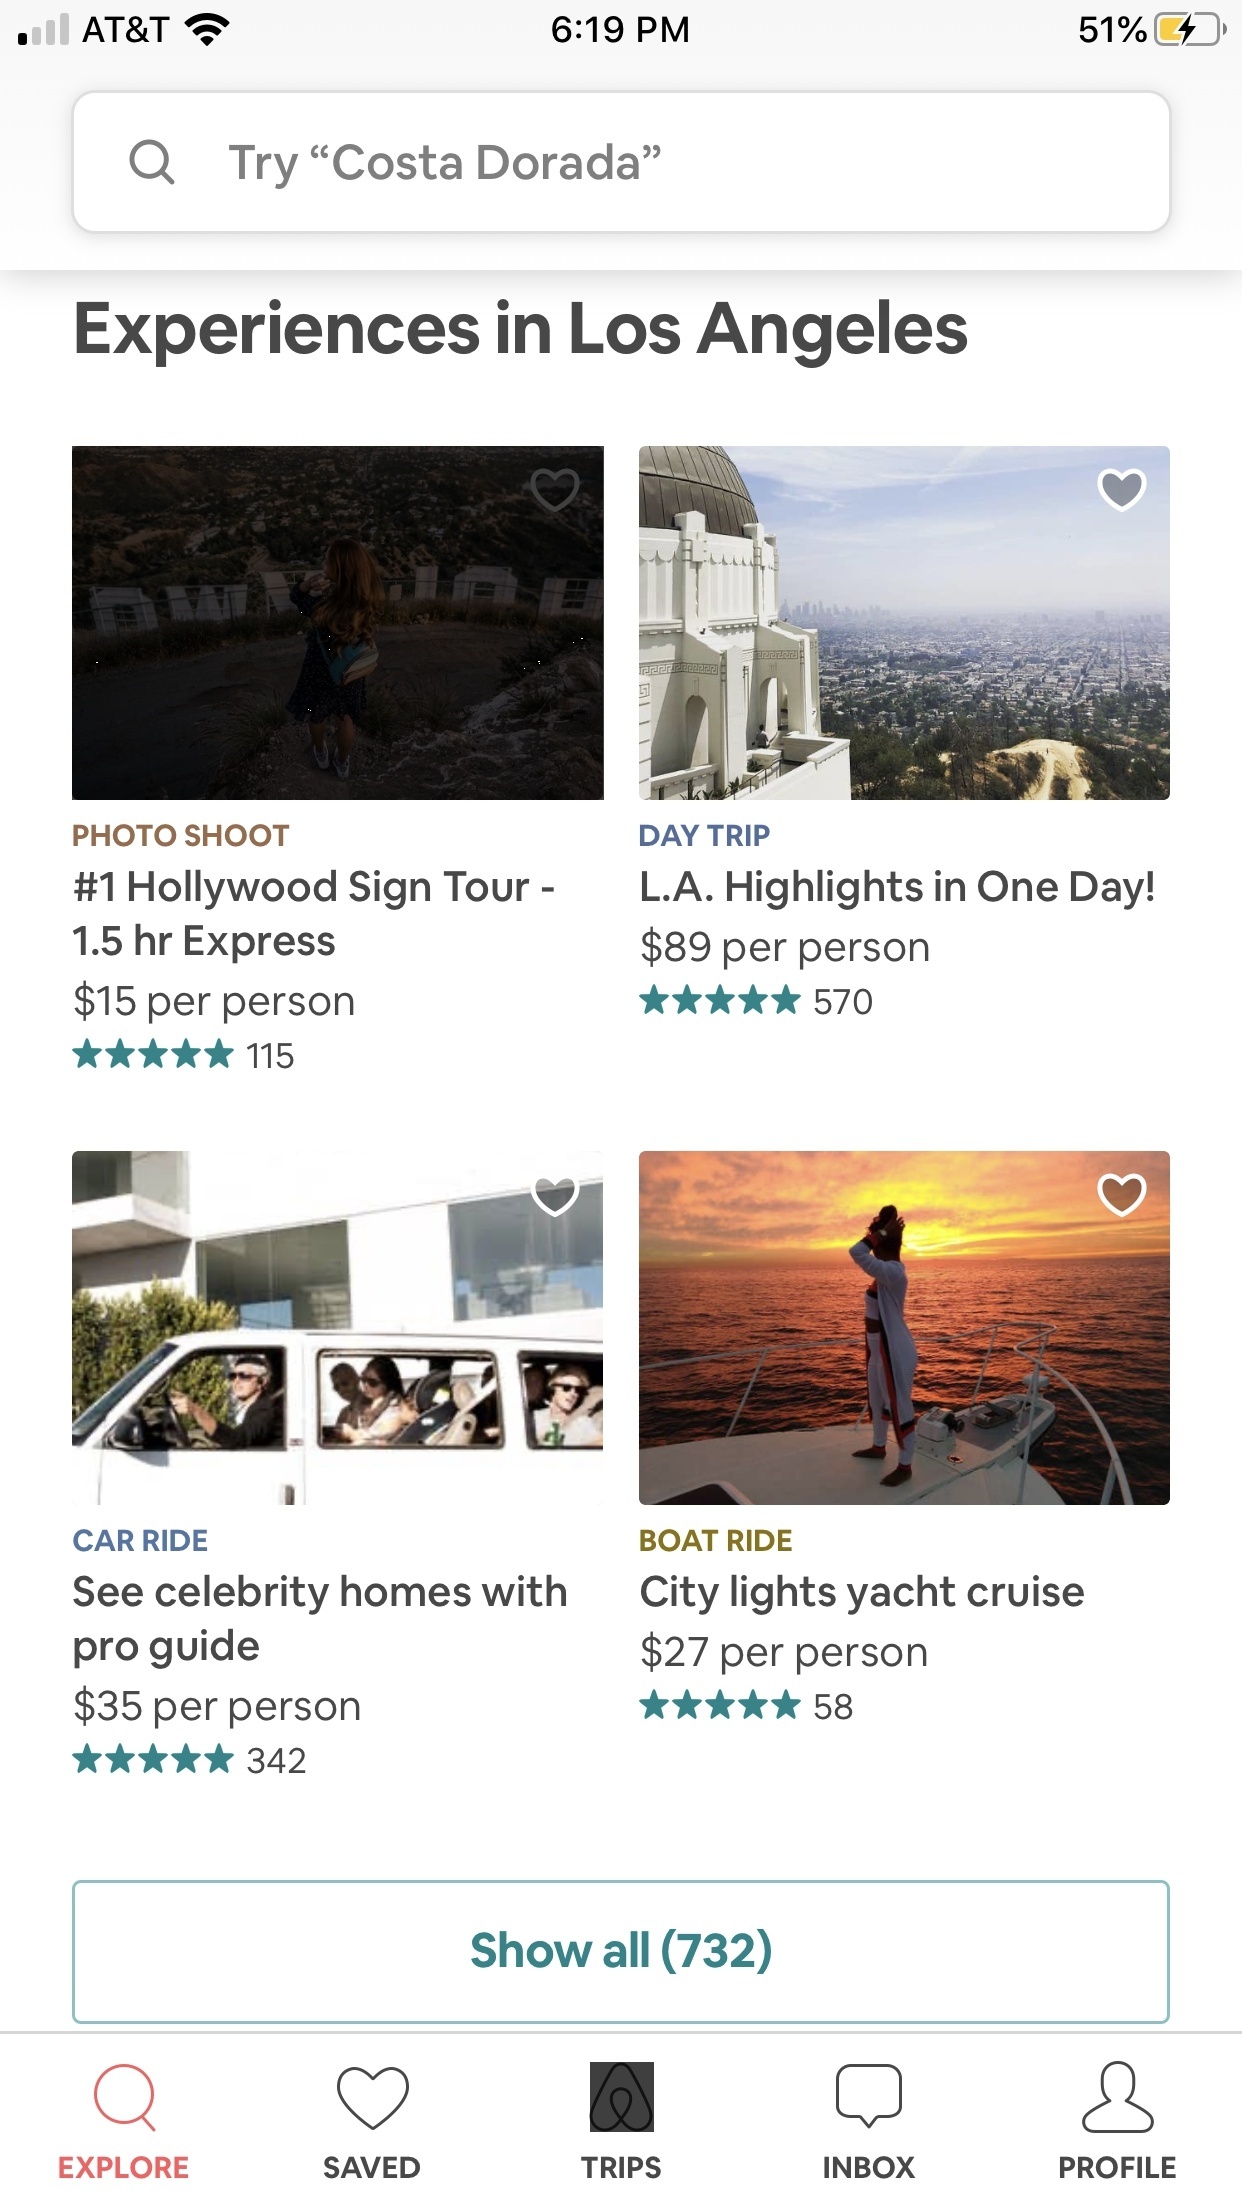 AT&T 6:19 PM 51%
Try “Costa Dorada”
Experiences in Los Angeles
PHOTO SHOOT
#1 Hollywood Sign Tour -
1.5 hr Express
$15 per person
115
DAY TRIP
L.A. Highlights in One Day!
$89 per person
570
CAR RIDE
See celebrity homes with
pro guide
$35 per person
342
BOAT RIDE
City lights yacht cruise
$27 per person
58
Show all (732)
EXPLORE SAVED TRIPS INBOX PROFILE